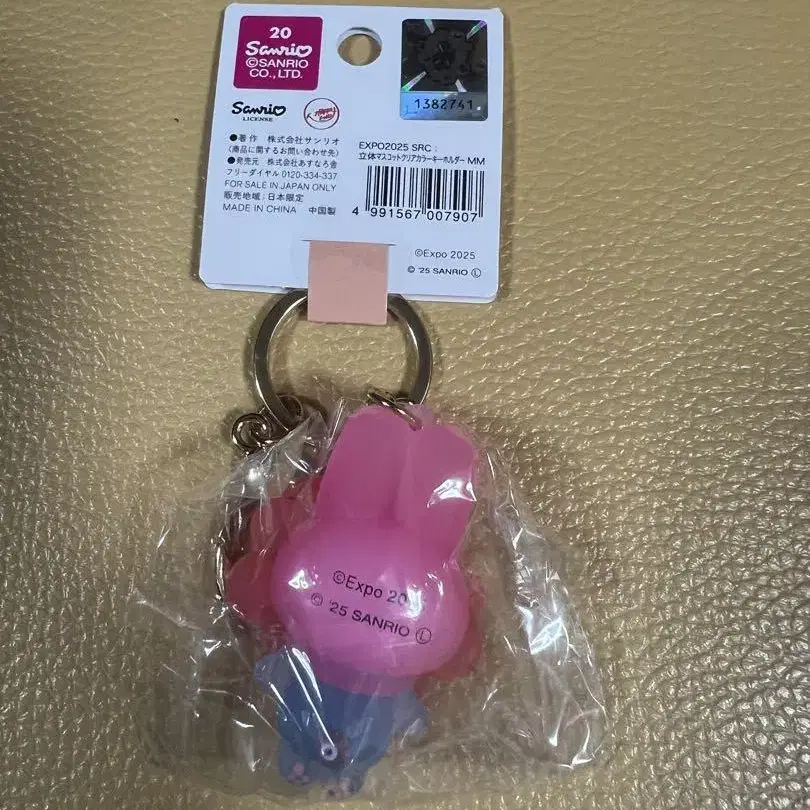 20
Sanrio
©SANRIO
CO., LTD.
1382741
Sanrio
LICENSE
●著作 株式会社サンリオ
(商品に関するお問い合わせ先)
●発売元 株式会社あすなろ舎
フリーダイヤル 0120-334-337
FOR SALE IN JAPAN ONLY
販売地域:日本限定
MADE IN CHINA 中国製
EXPO2025 SRC:
立体マスコットクリアカラーキーホルダー MM
4 991567 007907
©Expo 2025
© '25 SANRIO Ⓛ
©Expo 20
© '25 SANRIO Ⓛ